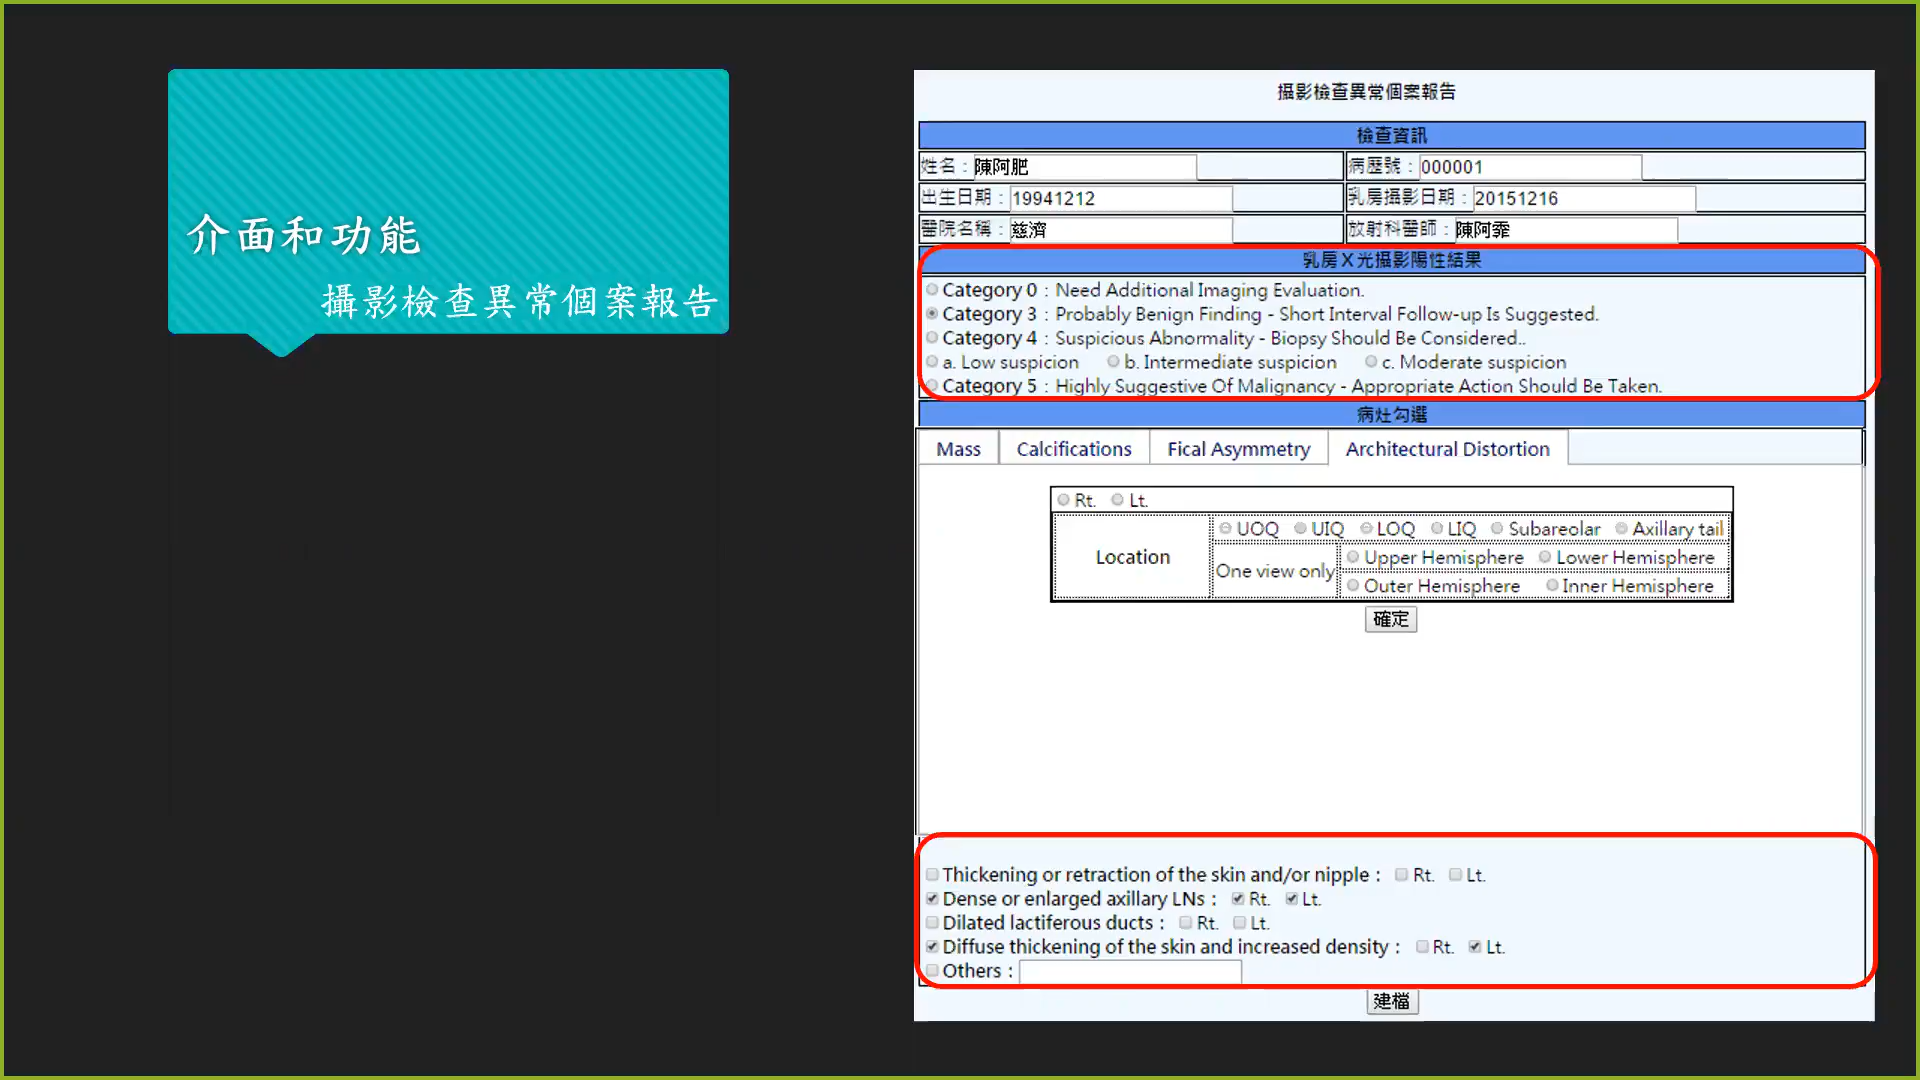 介面和功能
攝影檢查異常個案報告
攝影檢查異常個案報告
檢查資訊
姓名：陳阿肥 病歷號：000001
出生日期：19941212 乳房攝影日期：20151216
醫院名稱：慈濟 放射科醫師：陳阿霏
乳房X光攝影陽性結果
Category 0：Need Additional Imaging Evaluation.
Category 3：Probably Benign Finding - Short Interval Follow-up Is Suggested.
Category 4：Suspicious Abnormality - Biopsy Should Be Considered..
a. Low suspicion b. Intermediate suspicion c. Moderate suspicion
Category 5：Highly Suggestive Of Malignancy - Appropriate Action Should Be Taken.
病灶勾選
Mass Calcifications Fical Asymmetry Architectural Distortion
Rt. Lt.
Location
UOQ UIQ LOQ LIQ Subareolar Axillary tail
One view only
Upper Hemisphere Lower Hemisphere
Outer Hemisphere Inner Hemisphere
確定
Thickening or retraction of the skin and/or nipple： Rt. Lt.
Dense or enlarged axillary LNs： Rt. Lt.
Dilated lactiferous ducts： Rt. Lt.
Diffuse thickening of the skin and increased density： Rt. Lt.
Others：
建檔